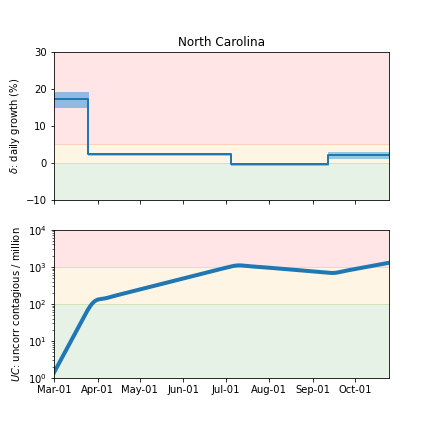 North Carolina
δ: daily growth (%)
30
20
10
0
−10
UC: uncorr contagious / million
10⁴
10³
10²
10¹
10⁰
Mar-01 Apr-01 May-01 Jun-01 Jul-01 Aug-01 Sep-01 Oct-01